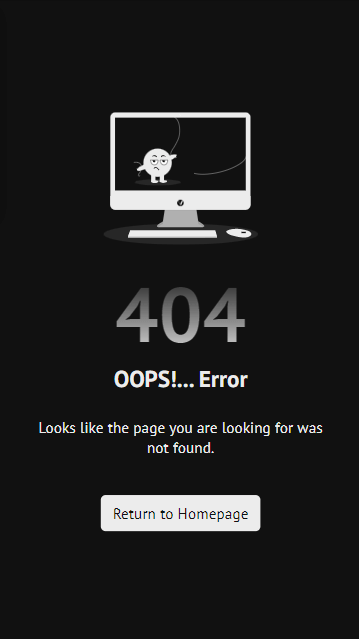 404
OOPS!... Error
Looks like the page you are looking for was
not found.
Return to Homepage